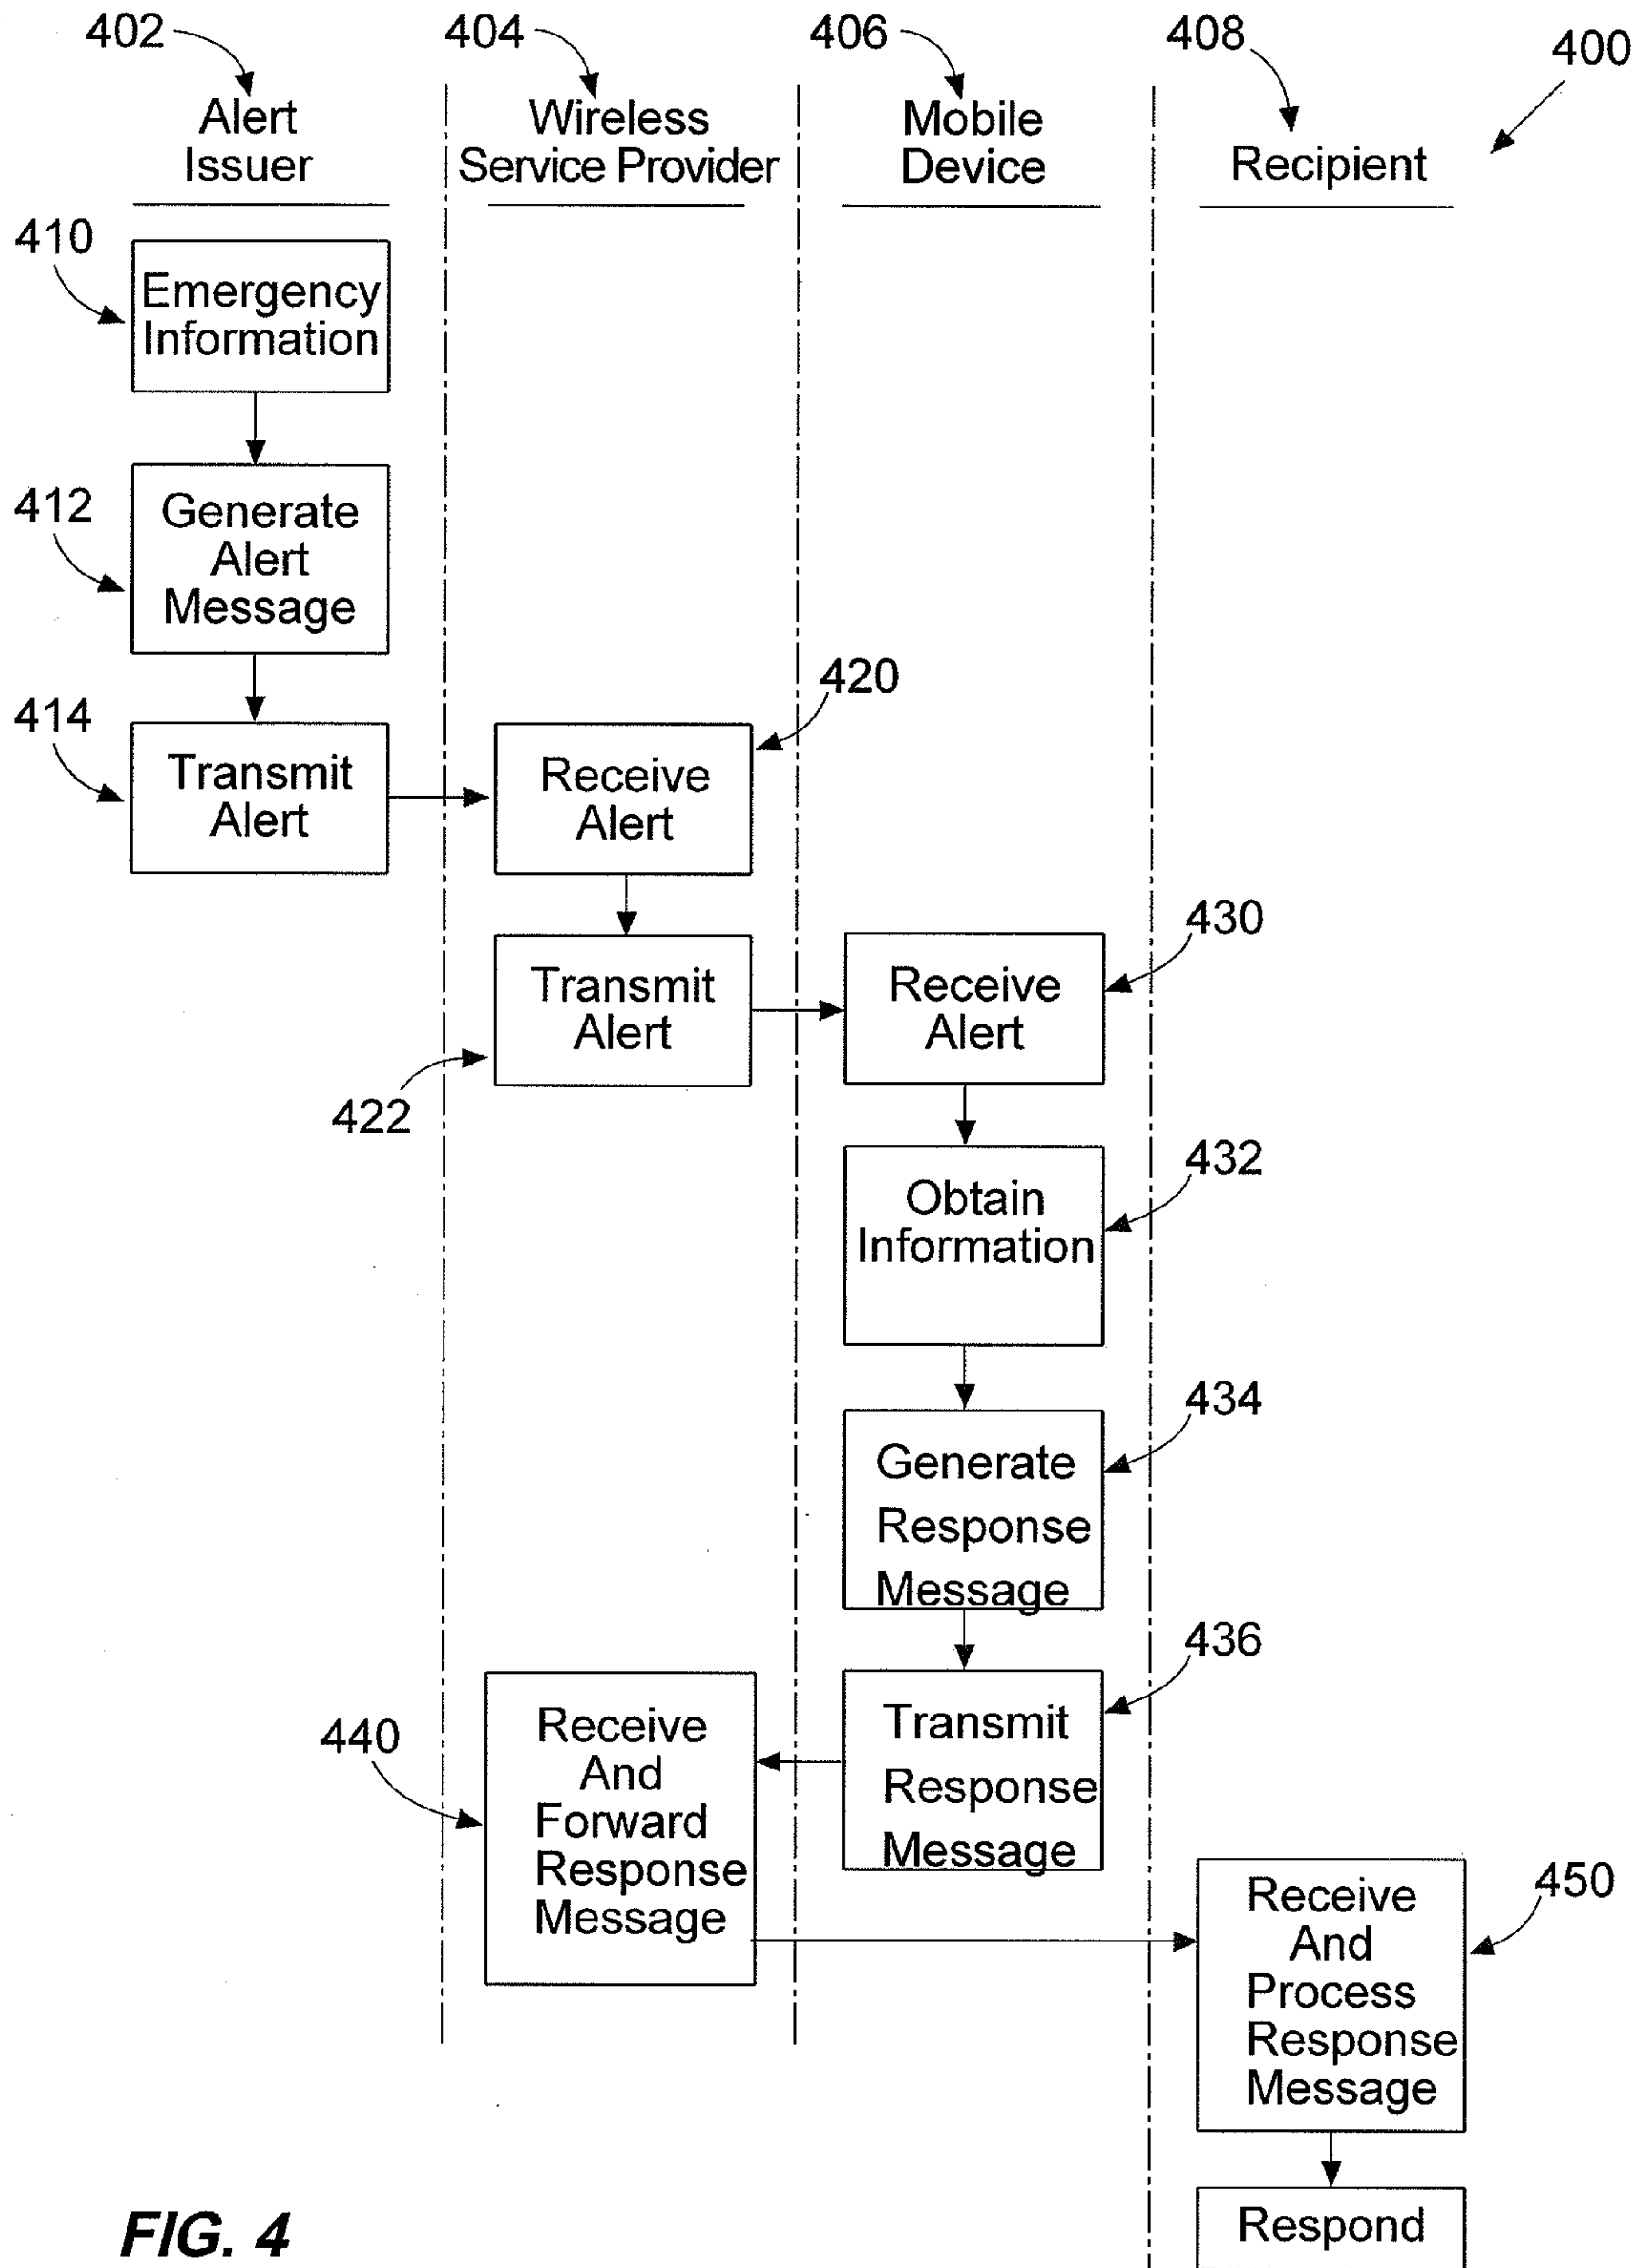 402
404
406
408
400
Alert
Issuer
Wireless
Service Provider
Mobile
Device
Recipient
410
Emergency
Information
412
Generate
Alert
Message
414
Transmit
Alert
420
Receive
Alert
422
Transmit
Alert
430
Receive
Alert
432
Obtain
Information
434
Generate
Response
Message
436
Transmit
Response
Message
440
Receive
And
Forward
Response
Message
450
Receive
And
Process
Response
Message
Respond
FIG. 4